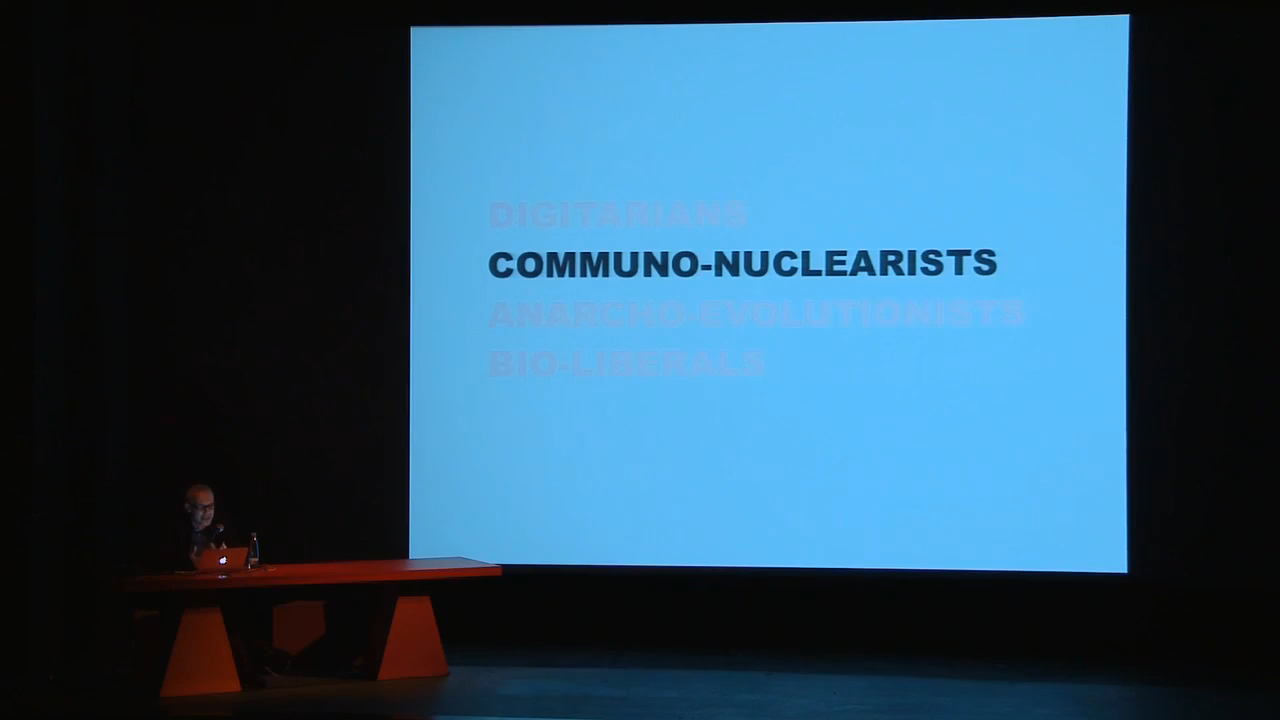 DIGITARIANS
COMMUNO-NUCLEARISTS
ANARCHO-EVOLUTIONISTS
BIO-LIBERALS